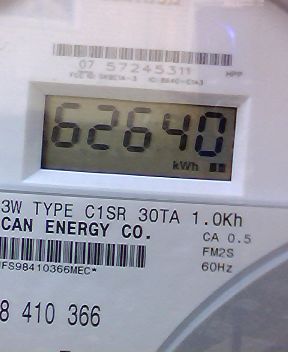 07 57245311 HPP
62640
kWh
3W TYPE C1SR 30TA 1.0Kh
CAN ENERGY CO.
CA 0.5
FM2S
60Hz
FS98410366MEC*
8 410 366